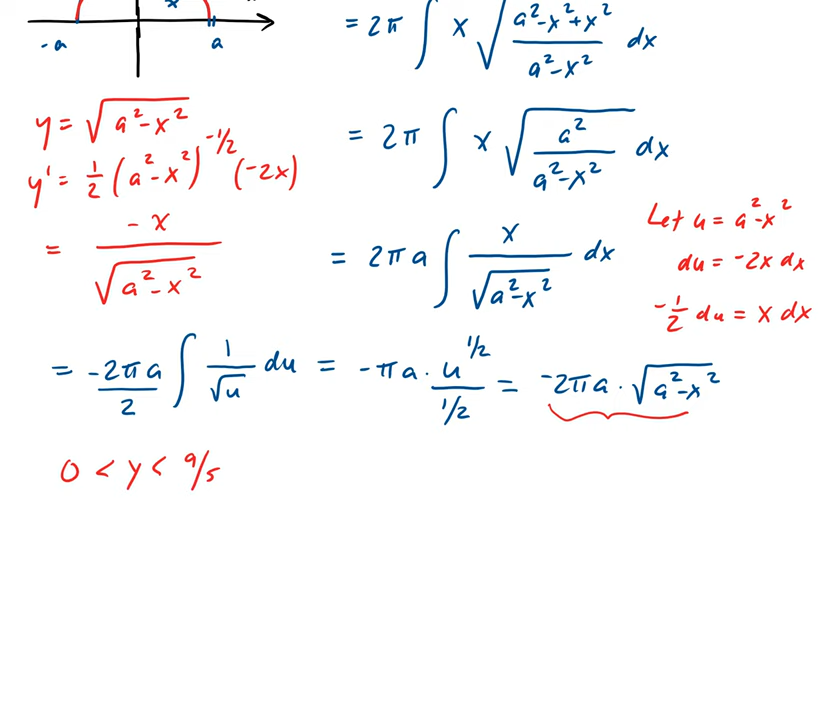 x
-a a
= 2π ∫ x √((a²-x²+x²)/(a²-x²)) dx
y = √(a²-x²)
y' = 1/2 (a²-x²)^(-1/2) (-2x)
= 2π ∫ x √(a²/(a²-x²)) dx
= -x/√(a²-x²)
= 2πa ∫ x/√(a²-x²) dx
Let u = a²-x²
du = -2x dx
-1/2 du = x dx
= -2πa/2 ∫ 1/√u du = -πa · u^(1/2)/(1/2) = -2πa · √(a²-x²)
0 < y < a/5